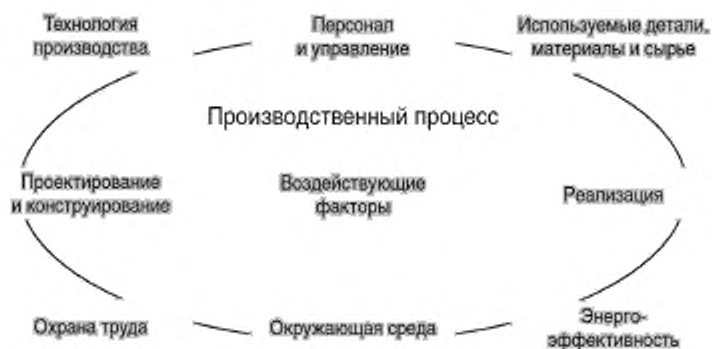 Технология
производства
Персонал
и управление
Используемые детали,
материалы и сырье
Производственный процесс
Проектирование
и конструирование
Воздействующие
факторы
Реализация
Охрана труда
Окружающая среда
Энерго-
эффективность